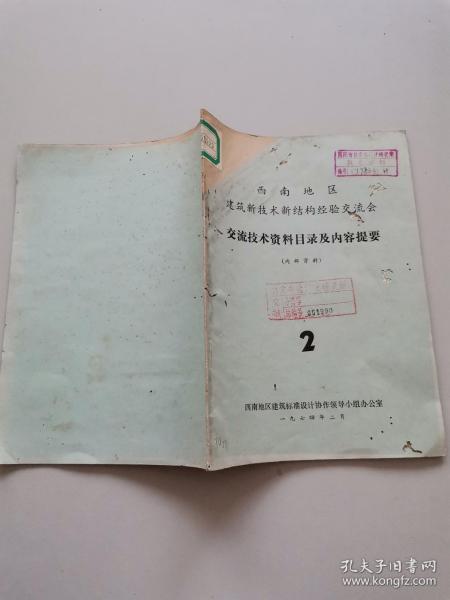 西南地区
建筑新技术新结构经验交流会
交流技术资料目录及内容提要
(内部资料)
2
西南地区建筑标准设计协作领导小组办公室
一九七四年二月
孔夫子旧书网
www.kongfz.com